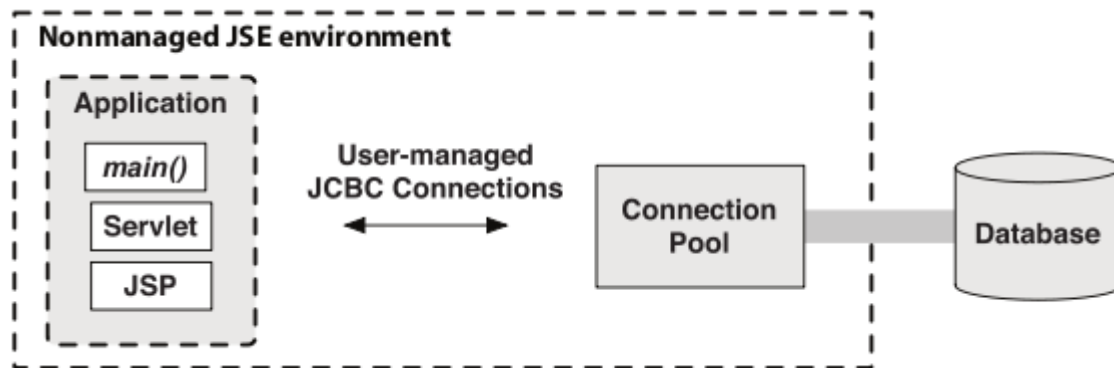 Nonmanaged JSE environment
Application
main()
Servlet
JSP
User-managed
JCBC Connections
Connection
Pool
Database